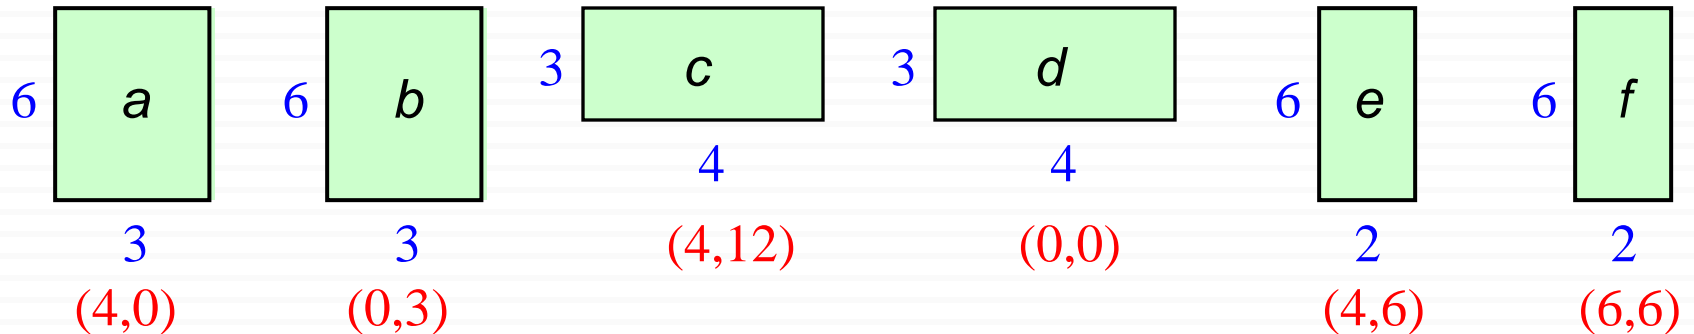 6 a 6 b 3 c 3 d 6 e 6 f
3 3 4 4 2 2
(4,0) (0,3) (4,12) (0,0) (4,6) (6,6)